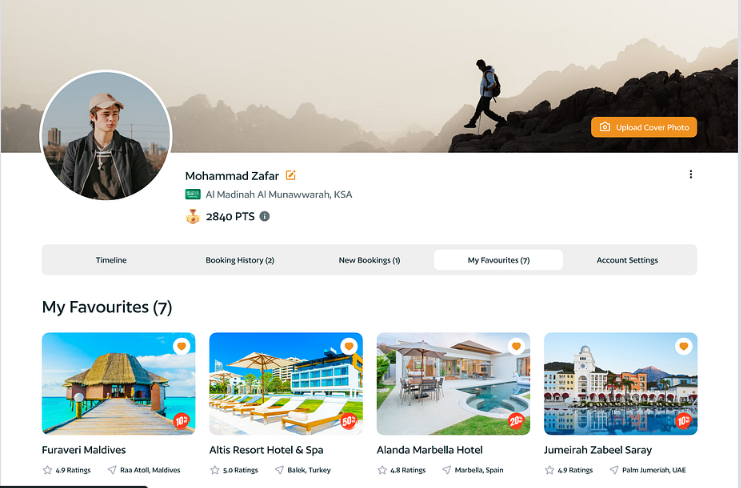 Upload Cover Photo
Mohammad Zafar
Al Madinah Al Munawwarah, KSA
2840 PTS
Timeline
Booking History (2)
New Bookings (1)
My Favourites (7)
Account Settings
My Favourites (7)
10%
50%
20%
10%
Furaveri Maldives
Altis Resort Hotel & Spa
Alanda Marbella Hotel
Jumeirah Zabeel Saray
4.9 Ratings
Raa Atoll, Maldives
5.0 Ratings
Balek, Turkey
4.8 Ratings
Marbella, Spain
4.9 Ratings
Palm Jumeriah, UAE